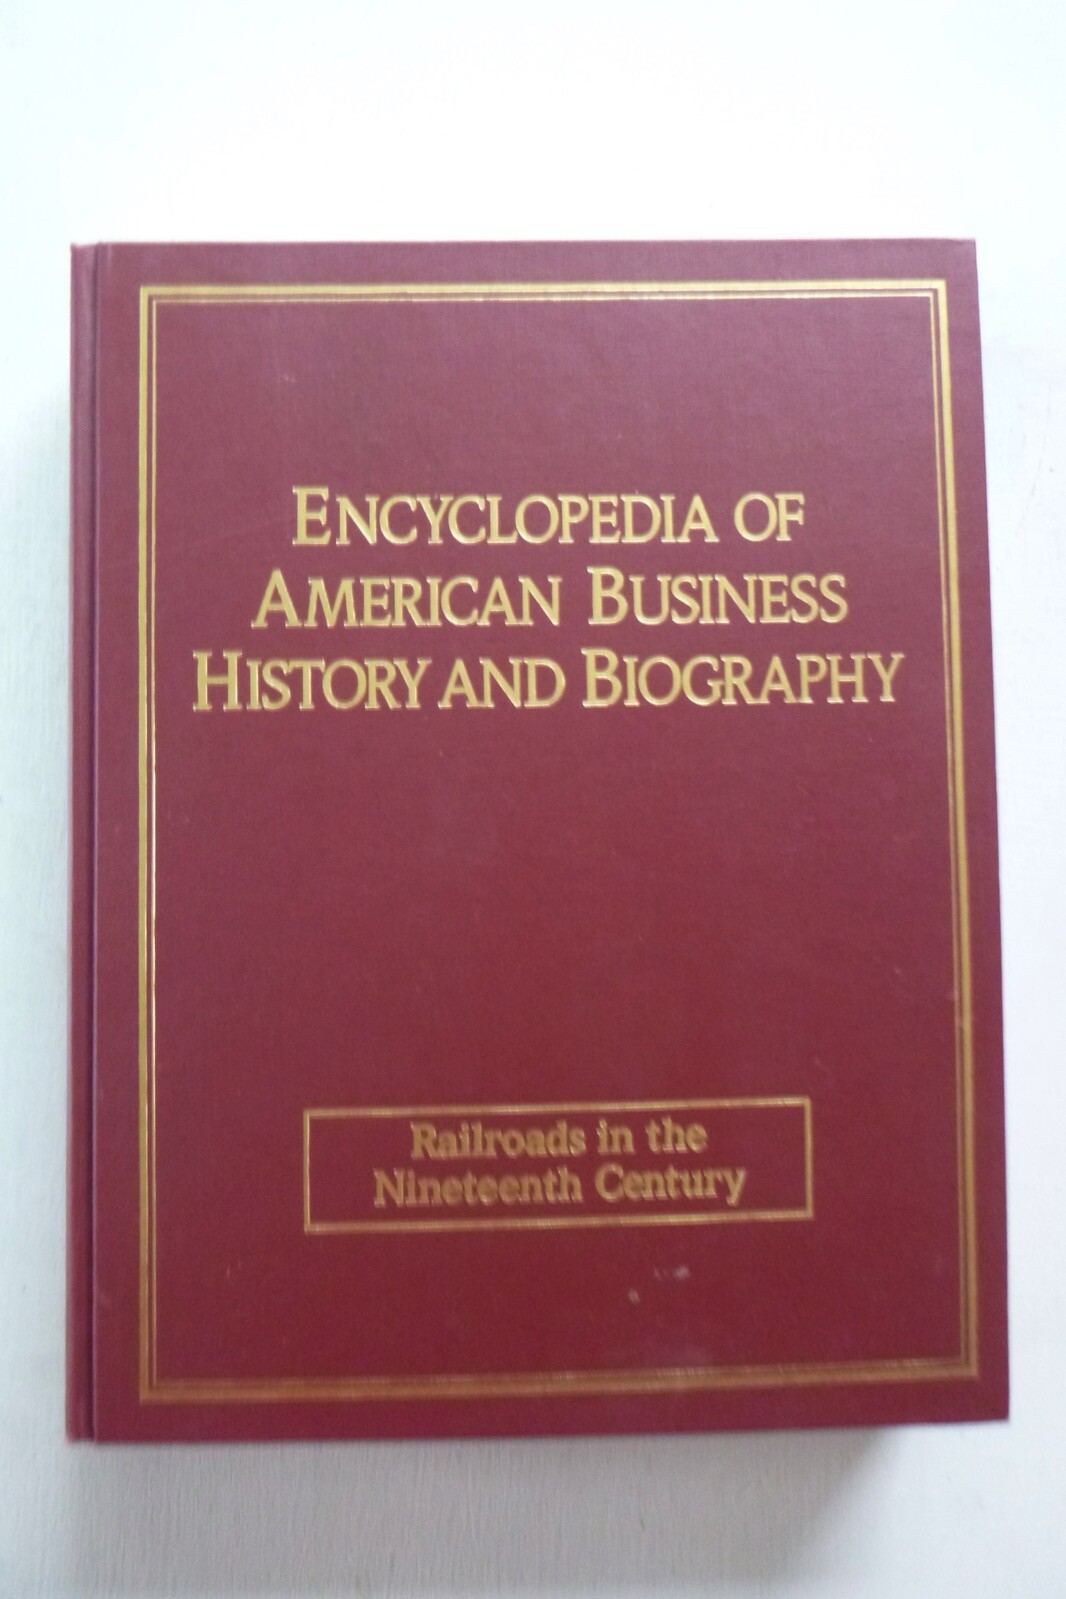 ENCYCLOPEDIA OF
AMERICAN BUSINESS
HISTORY AND BIOGRAPHY
Railroads in the
Nineteenth Century